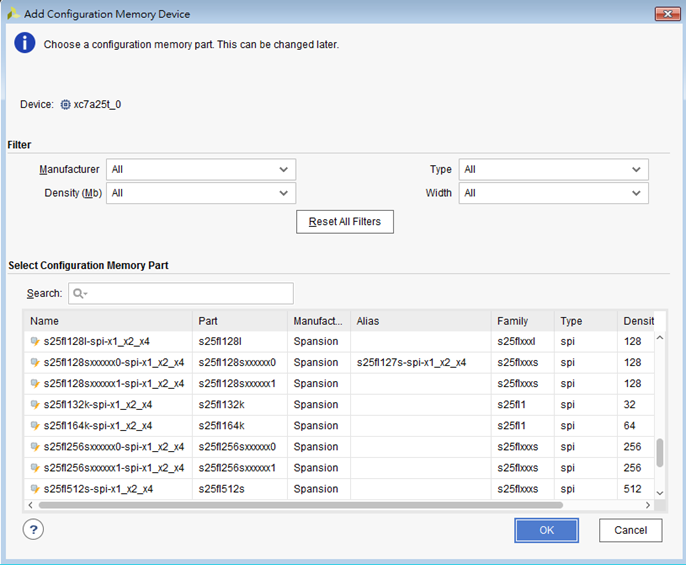 Add Configuration Memory Device
Choose a configuration memory part. This can be changed later.
Device: xc7a25t_0
Filter
Manufacturer All Type All
Density (Mb) All Width All
Reset All Filters
Select Configuration Memory Part
Search:
Name Part Manufact... Alias Family Type Densit
s25fl128l-spi-x1_x2_x4 s25fl128l Spansion s25flxxxl spi 128
s25fl128sxxxxxx0-spi-x1_x2_x4 s25fl128sxxxxxx0 Spansion s25fl127s-spi-x1_x2_x4 s25flxxxs spi 128
s25fl128sxxxxxx1-spi-x1_x2_x4 s25fl128sxxxxxx1 Spansion s25flxxxs spi 128
s25fl132k-spi-x1_x2_x4 s25fl132k Spansion s25fl1 spi 32
s25fl164k-spi-x1_x2_x4 s25fl164k Spansion s25fl1 spi 64
s25fl256sxxxxxx0-spi-x1_x2_x4 s25fl256sxxxxxx0 Spansion s25flxxxs spi 256
s25fl256sxxxxxx1-spi-x1_x2_x4 s25fl256sxxxxxx1 Spansion s25flxxxs spi 256
s25fl512s-spi-x1_x2_x4 s25fl512s Spansion s25flxxxs spi 512
? OK Cancel